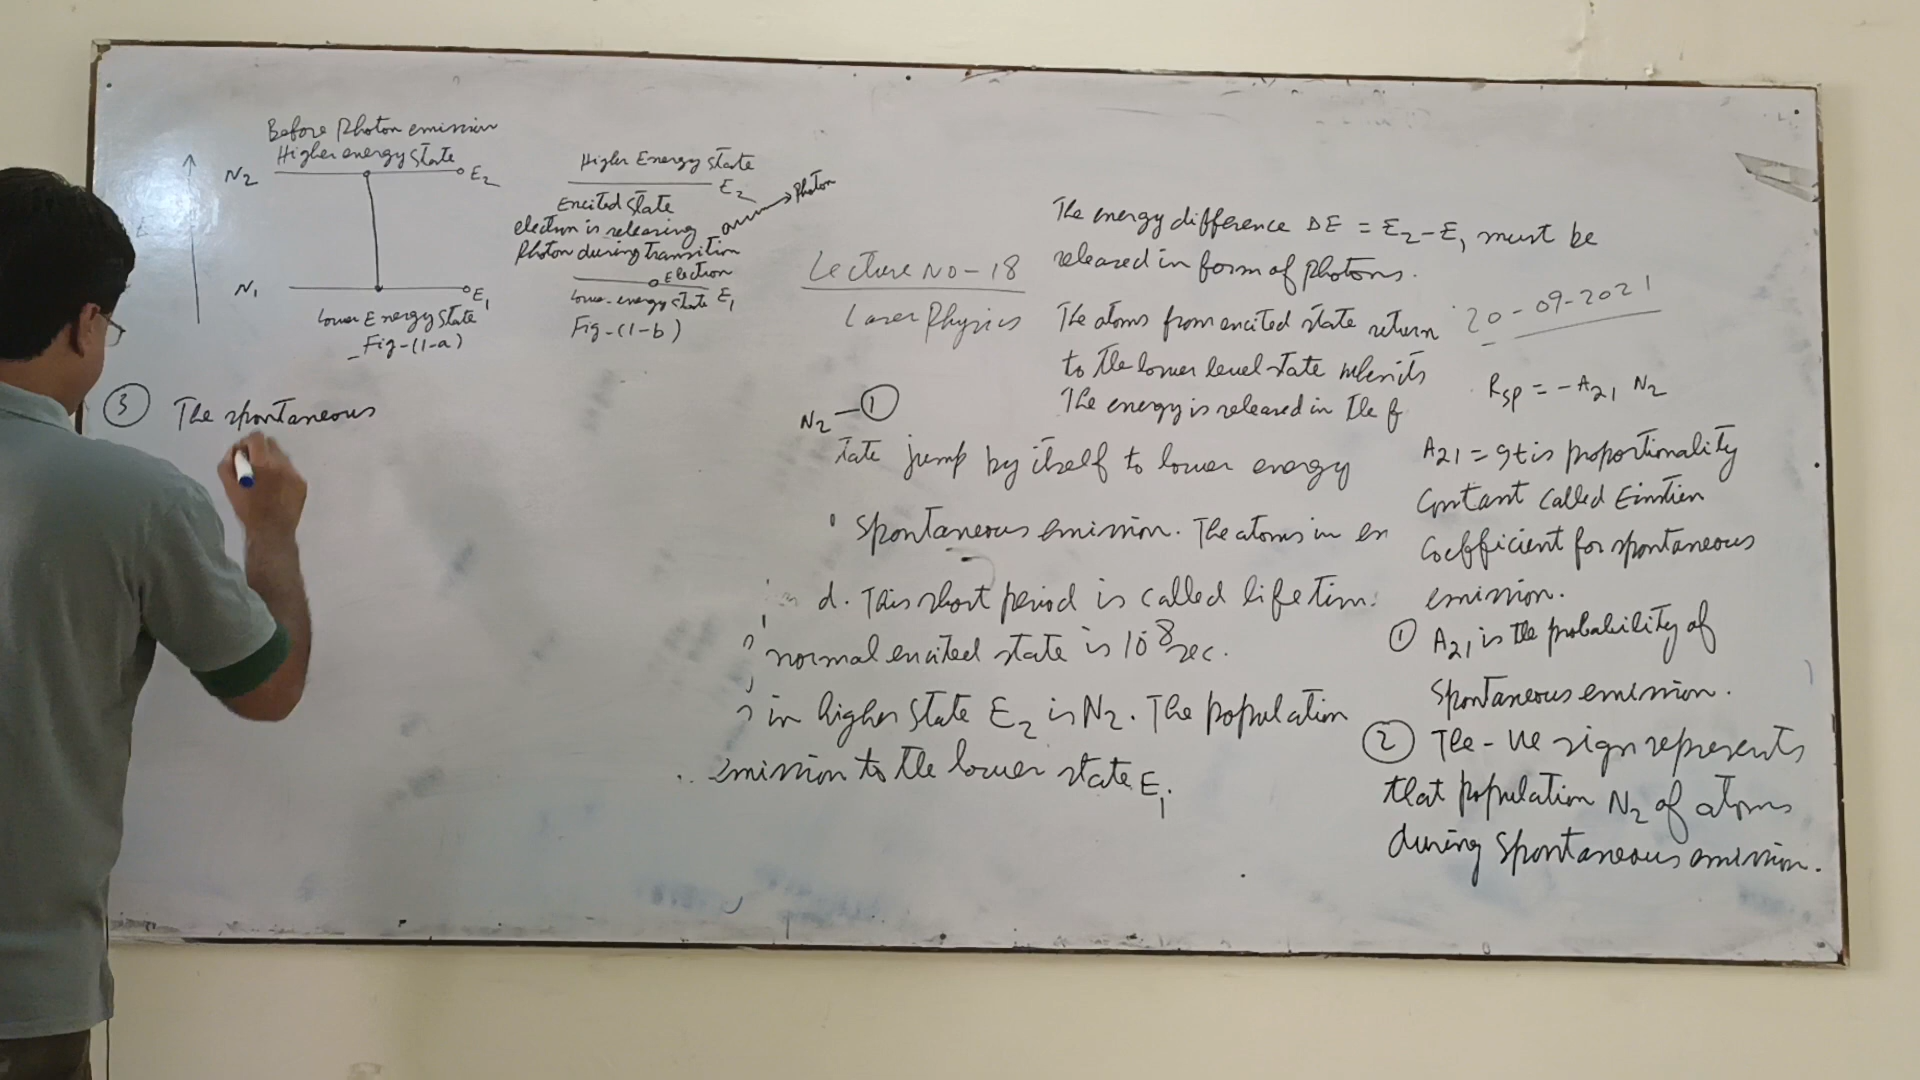 Before Photon emission
Higher energy state
N2
E2
N1
E1
Lower Energy State
Fig-(1-a)
Higher Energy state
E2
Excited State
electron is releasing
Photon during transition
Photon
Electron
Lower energy state E1
Fig-(1-b)
Lecture No-18
Laser Physics
The energy difference ΔE = E2-E1 must be
released in form of photons.
20-09-2021
The atoms from excited state return
to the lower level state
The energy is released in the f
Rsp = -A21 N2
A21 = It is proportionality
Constant called Einstien
Coefficient for spontaneous
emission.
① A21 is the probability of
Spontaneous emission.
② The -ve sign represents
that population N2 of atoms
during spontaneous emission.
N2 —①
tate jump by itself to lower energy
spontaneous emission. The atoms in ex
d. This short period is called life tim
normal excited state is 10^-8 sec.
in higher state E2 is N2. The population
emission to the lower state E1.
③ The spontaneous